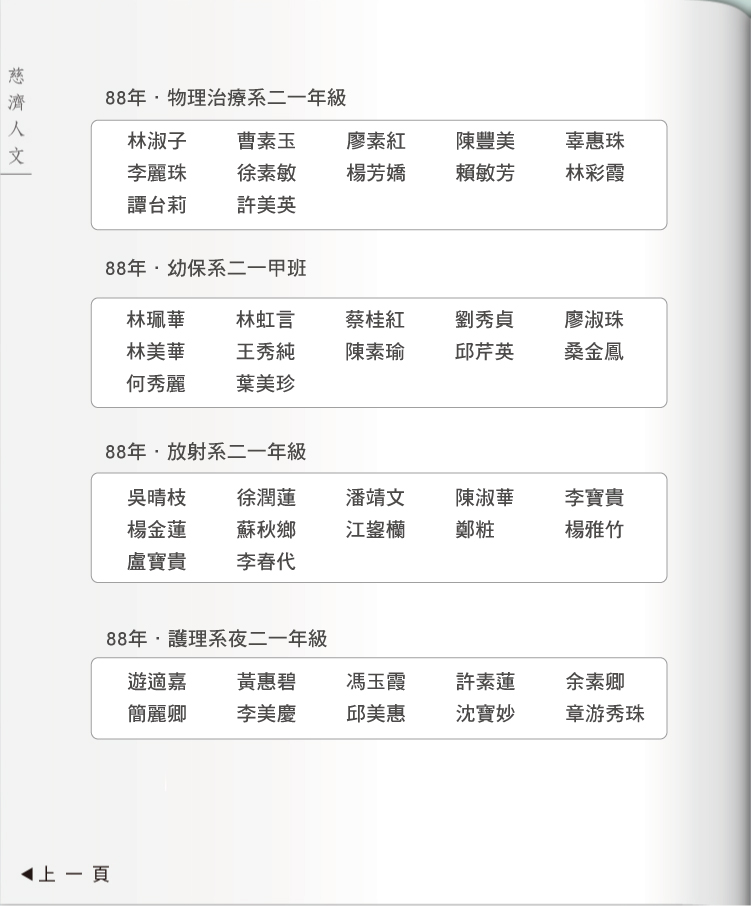 慈濟人文
88年．物理治療系二一年級
林淑子 曹素玉 廖素紅 陳豐美 辜惠珠
李麗珠 徐素敏 楊芳嬌 賴敏芳 林彩霞
譚台莉 許美英
88年．幼保系二一甲班
林珮華 林虹言 蔡桂紅 劉秀貞 廖淑珠
林美華 王秀純 陳素瑜 邱芹英 桑金鳳
何秀麗 葉美珍
88年．放射系二一年級
吳晴枝 徐潤蓮 潘靖文 陳淑華 李寶貴
楊金蓮 蘇秋鄉 江鋆欗 鄭粧 楊雅竹
盧寶貴 李春代
88年．護理系夜二一年級
遊適嘉 黃惠碧 馮玉霞 許素蓮 余素卿
簡麗卿 李美慶 邱美惠 沈寶妙 章游秀珠
◀上一頁